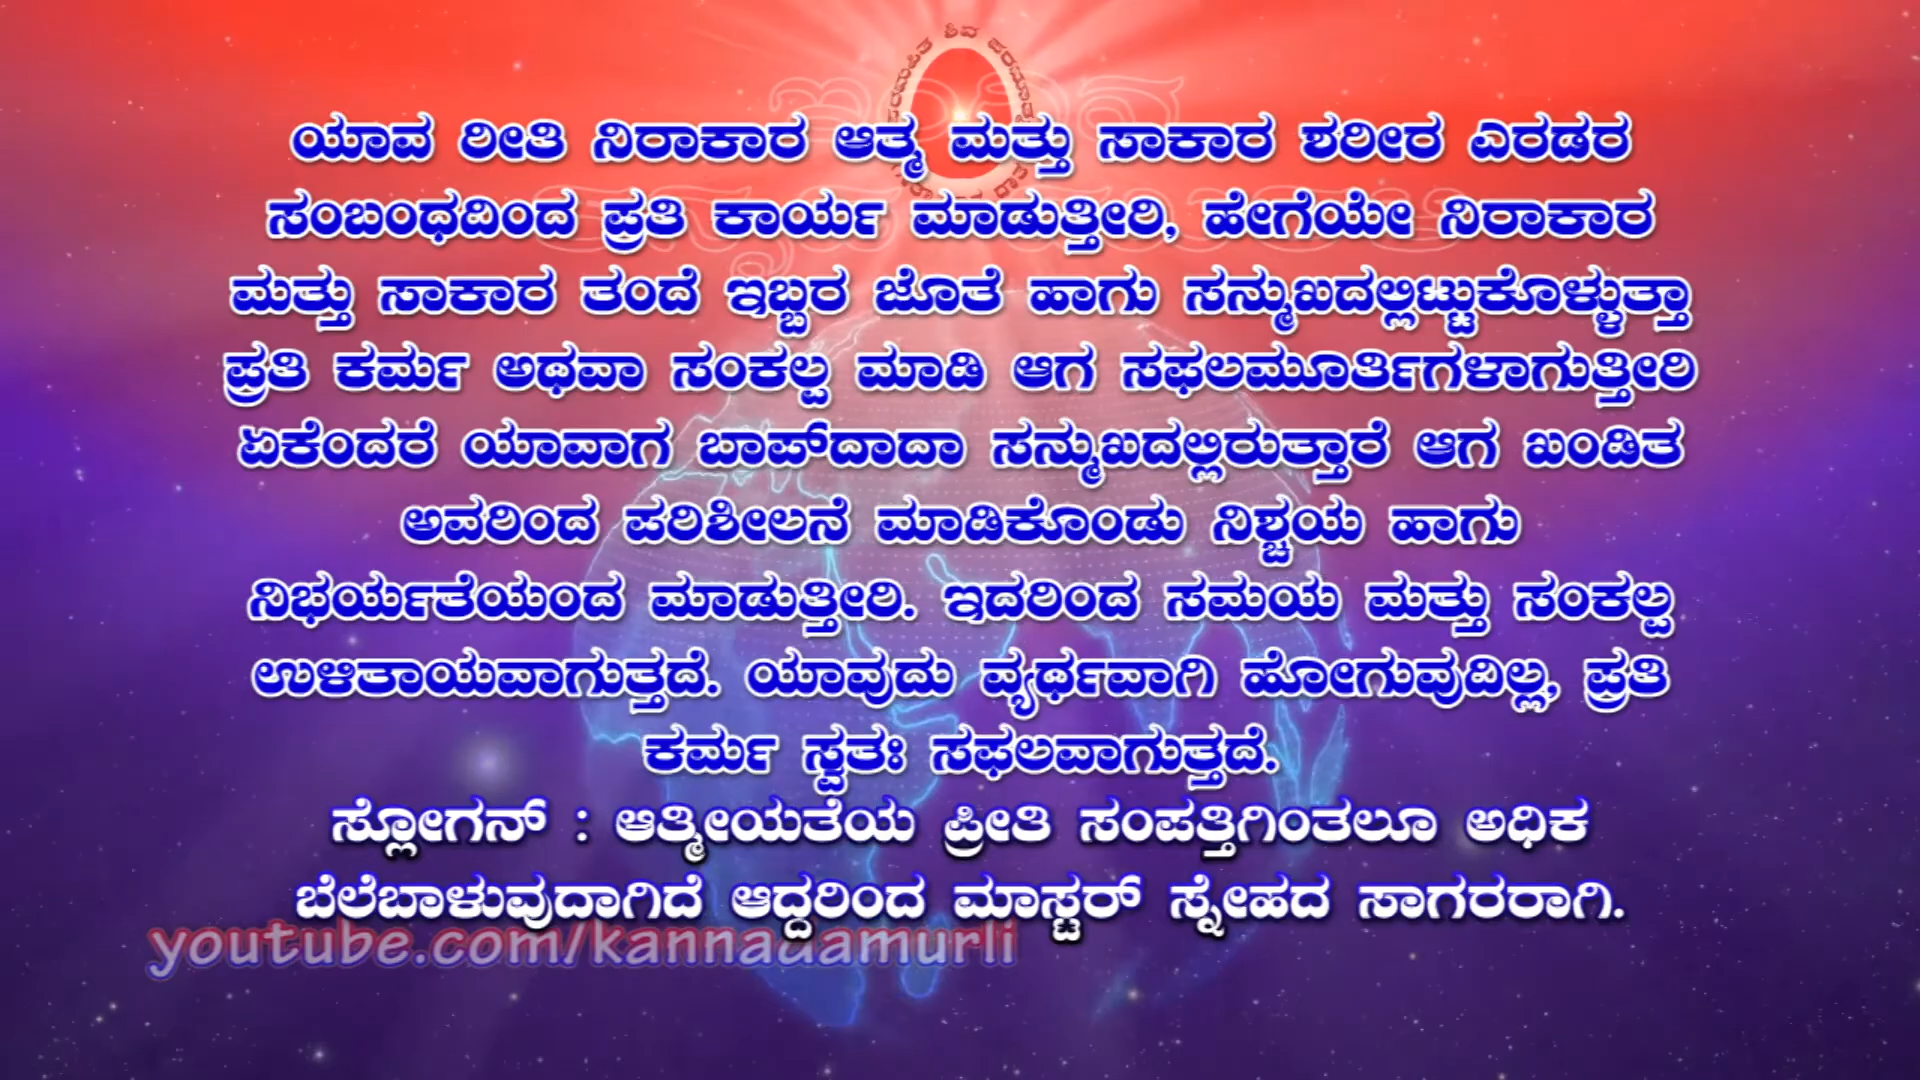 ಯಾವ ರೀತಿ ನಿರಾಕಾರ ಆತ್ಮ ಮತ್ತು ಸಾಕಾರ ಶರೀರ ಎರಡರ
ಸಂಬಂಧವಿಂದ ಪ್ರತಿ ಕಾರ್ಯ ಮಾಡುತ್ತೀರಿ, ಹೇಗೆಯೇ ನಿರಾಕಾರ
ಮತ್ತು ಸಾಕಾರ ತಂದೆ ಇಬ್ಬರ ಜೊತೆ ಹಾಗು ಸನ್ಮುಖದಲ್ಲಿಟ್ಟುಕೊಳ್ಳುತ್ತಾ
ಪ್ರತಿ ಕರ್ಮ ಅಥವಾ ಸಂಕಲ್ಪ ಮಾಡಿ ಆಗ ಸಫಲಮೂರ್ತಿಗಳಾಗುತ್ತೀರಿ
ಏಕೆಂದರೆ ಯಾವಾಗ ಬಾಪ್‌ದಾದಾ ಸನ್ಮುಖದಲ್ಲಿರುತ್ತಾರೆ ಆಗ ಖಂಡಿತ
ಅವರಿಂದ ಪರಿಶೀಲನೆ ಮಾಡಿಕೊಂಡು ನಿಶ್ಚಯ ಹಾಗು
ನಿಭರ್ಯತೆಯಂದ ಮಾಡುತ್ತೀರಿ. ಇದರಿಂದ ಸಮಯ ಮತ್ತು ಸಂಕಲ್ಪ
ಉಳಿತಾಯವಾಗುತ್ತದೆ. ಯಾವುದು ವ್ಯರ್ಥವಾಗಿ ಹೋಗುವುದಿಲ್ಲ, ಪ್ರತಿ
ಕರ್ಮ ಸ್ವತಃ ಸಫಲವಾಗುತ್ತದೆ.
ಸ್ಲೋಗನ್ : ಆತ್ಮೀಯತೆಯ ಪ್ರೀತಿ ಸಂಪತ್ತಿಗಿಂತಲೂ ಅಧಿಕ
ಬೆಲೆಬಾಳುವುದಾಗಿದೆ ಆದ್ದರಿಂದ ಮಾಸ್ಟರ್ ಸ್ನೇಹದ ಸಾಗರರಾಗಿ.
youtube.com/kannadamurli